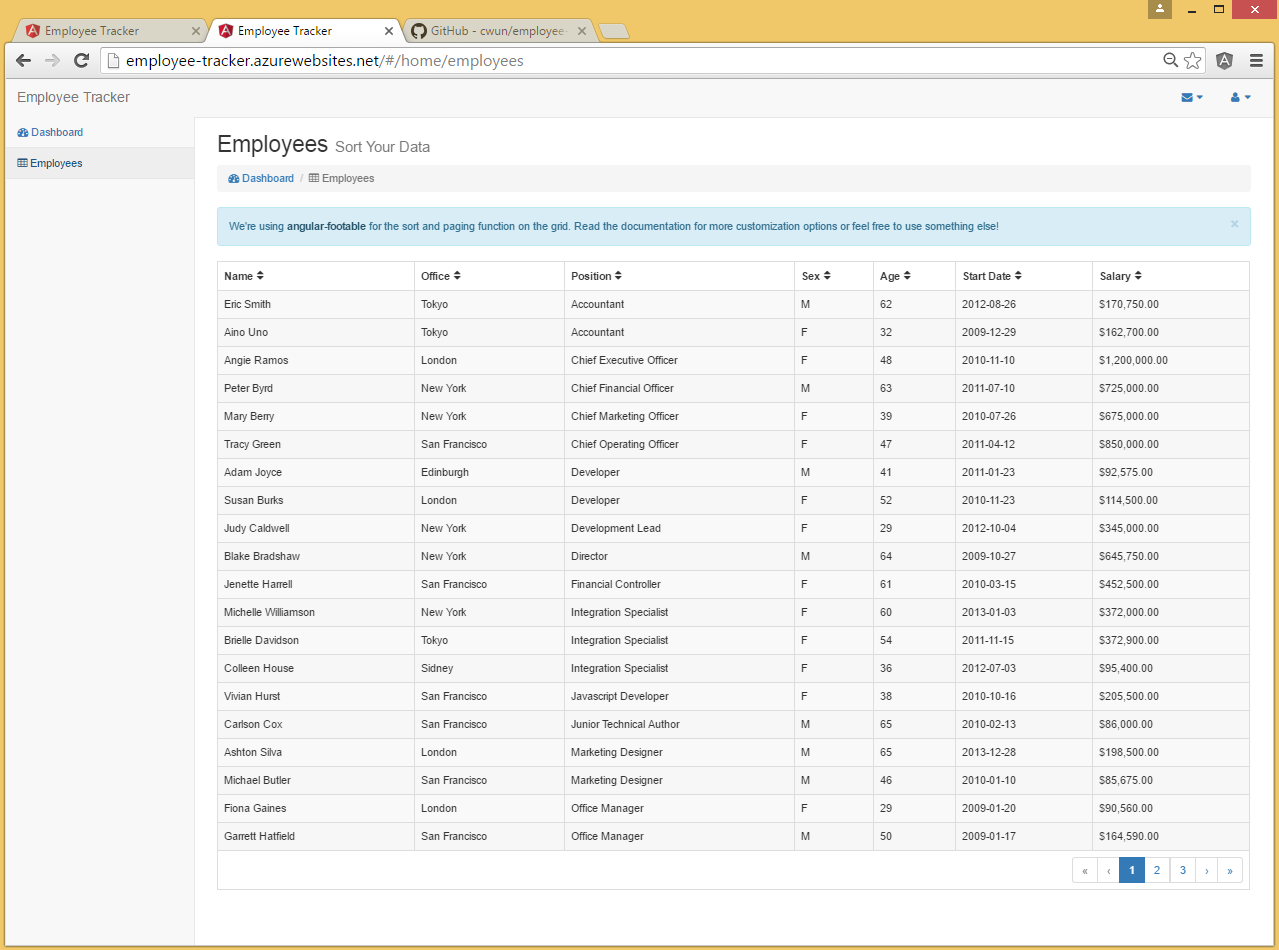 Employee Tracker
Employee Tracker
GitHub - cwun/employee-
employee-tracker.azurewebsites.net/#/home/employees
Employee Tracker
Dashboard
Employees
Employees Sort Your Data
Dashboard / Employees
We're using angular-footable for the sort and paging function on the grid. Read the documentation for more customization options or feel free to use something else! ×
Name Office Position Sex Age Start Date Salary
Eric Smith Tokyo Accountant M 62 2012-08-26 $170,750.00
Aino Uno Tokyo Accountant F 32 2009-12-29 $162,700.00
Angie Ramos London Chief Executive Officer F 48 2010-11-10 $1,200,000.00
Peter Byrd New York Chief Financial Officer M 63 2011-07-10 $725,000.00
Mary Berry New York Chief Marketing Officer F 39 2010-07-26 $675,000.00
Tracy Green San Francisco Chief Operating Officer F 47 2011-04-12 $850,000.00
Adam Joyce Edinburgh Developer M 41 2011-01-23 $92,575.00
Susan Burks London Developer F 52 2010-11-23 $114,500.00
Judy Caldwell New York Development Lead F 29 2012-10-04 $345,000.00
Blake Bradshaw New York Director M 64 2009-10-27 $645,750.00
Jenette Harrell San Francisco Financial Controller F 61 2010-03-15 $452,500.00
Michelle Williamson New York Integration Specialist F 60 2013-01-03 $372,000.00
Brielle Davidson Tokyo Integration Specialist F 54 2011-11-15 $372,900.00
Colleen House Sidney Integration Specialist F 36 2012-07-03 $95,400.00
Vivian Hurst San Francisco Javascript Developer F 38 2010-10-16 $205,500.00
Carlson Cox San Francisco Junior Technical Author M 65 2010-02-13 $86,000.00
Ashton Silva London Marketing Designer M 65 2013-12-28 $198,500.00
Michael Butler San Francisco Marketing Designer M 46 2010-01-10 $85,675.00
Fiona Gaines London Office Manager F 29 2009-01-20 $90,560.00
Garrett Hatfield San Francisco Office Manager M 50 2009-01-17 $164,590.00
« ‹ 1 2 3 › »